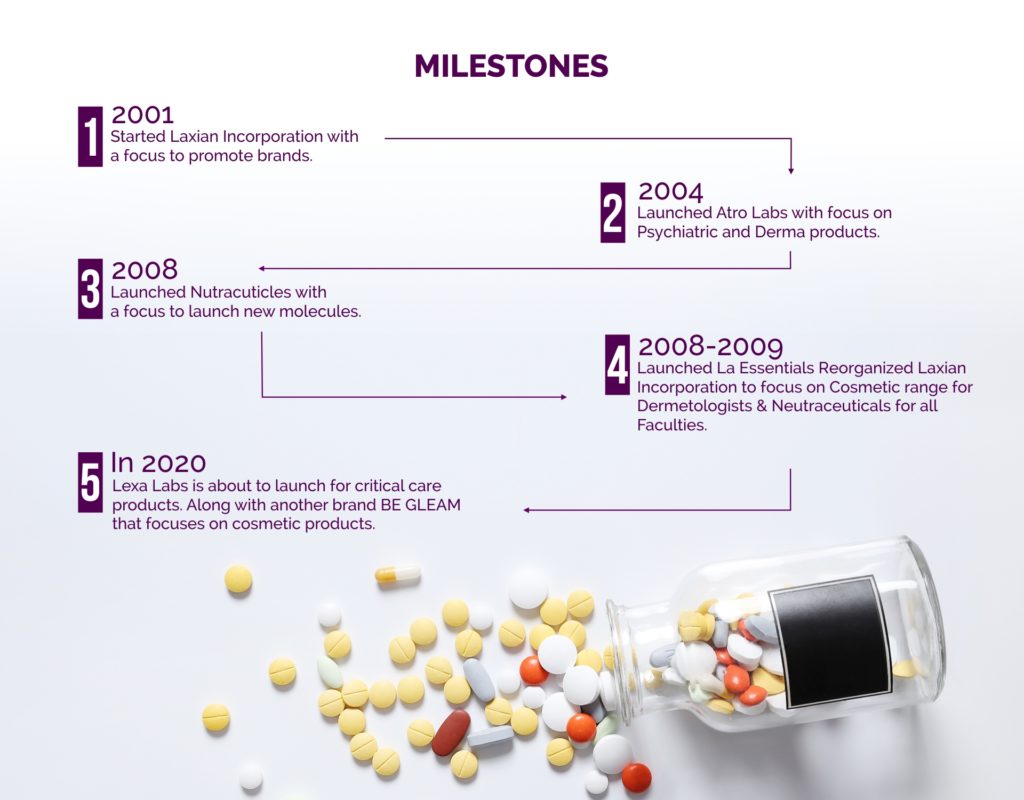 MILESTONES
1
2001
Started Laxian Incorporation with
a focus to promote brands.
2
2004
Launched Atro Labs with focus on
Psychiatric and Derma products.
3
2008
Launched Nutracuticles with
a focus to launch new molecules.
4
2008-2009
Launched La Essentials Reorganized Laxian
Incorporation to focus on Cosmetic range for
Dermetologists & Neutraceuticals for all
Faculties.
5
In 2020
Lexa Labs is about to launch for critical care
products. Along with another brand BE GLEAM
that focuses on cosmetic products.